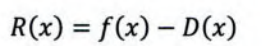 R(x) = f(x) − D(x)